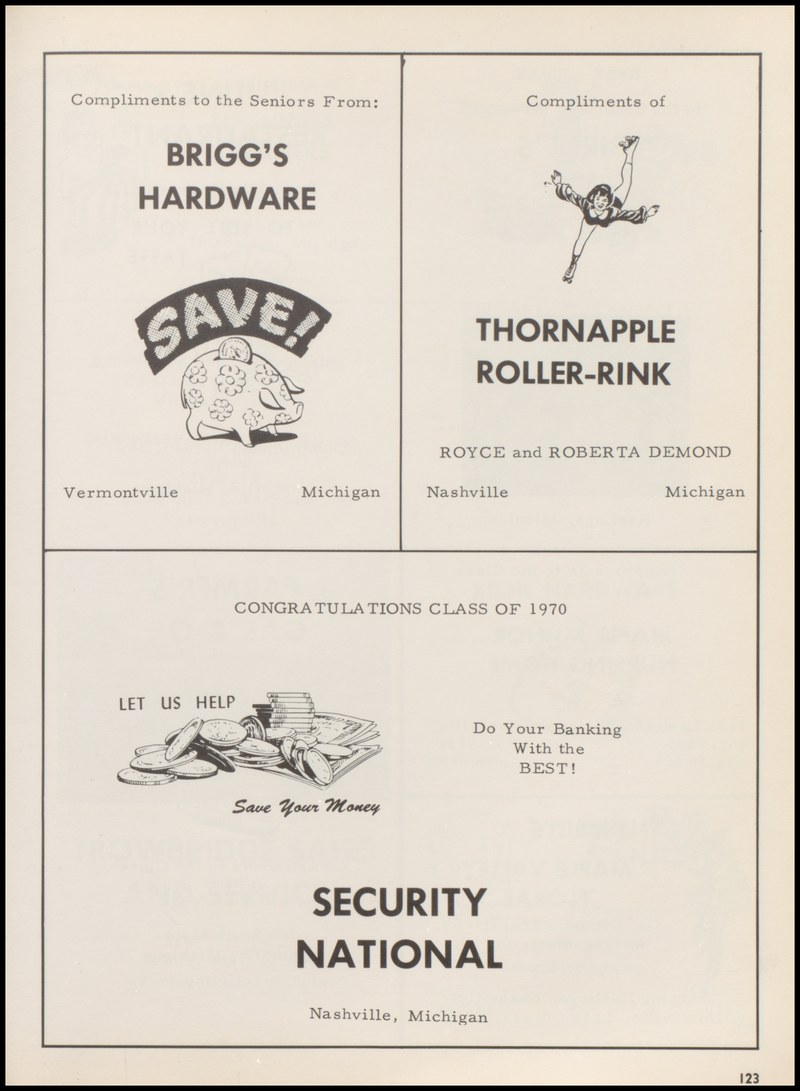 Compliments to the Seniors From:
BRIGG'S
HARDWARE
SAVE!
Vermontville Michigan
Compliments of
THORNAPPLE
ROLLER-RINK
ROYCE and ROBERTA DEMOND
Nashville Michigan
CONGRATULATIONS CLASS OF 1970
LET US HELP
Save Your Money
Do Your Banking
With the
BEST!
SECURITY
NATIONAL
Nashville, Michigan
123